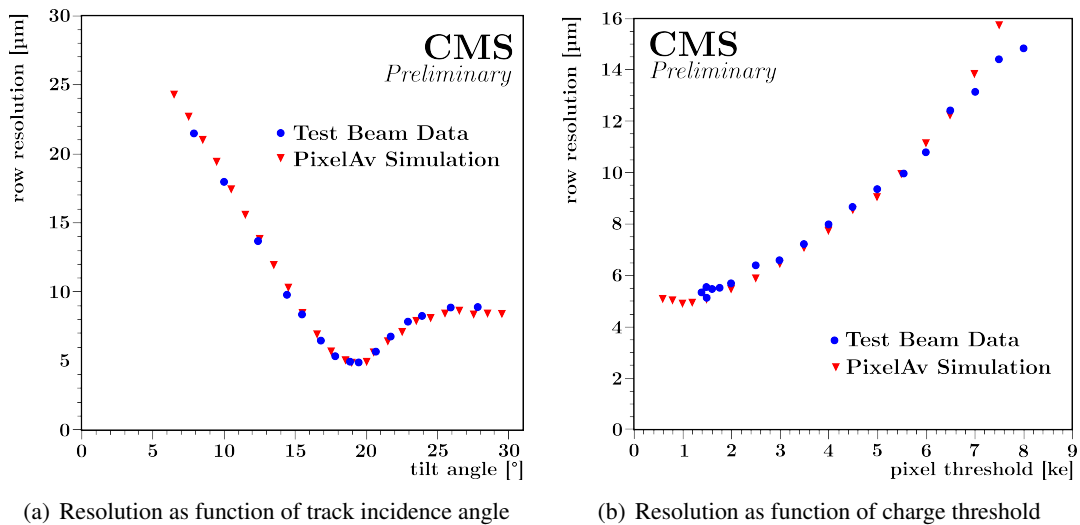 30
25
20
15
10
5
0
0 5 10 15 20 25 30
row resolution [µm]
tilt angle [°]
CMS
Preliminary
Test Beam Data
PixelAv Simulation
(a) Resolution as function of track incidence angle
16
14
12
10
8
6
4
2
0
0 1 2 3 4 5 6 7 8 9
row resolution [µm]
pixel threshold [ke]
CMS
Preliminary
Test Beam Data
PixelAv Simulation
(b) Resolution as function of charge threshold